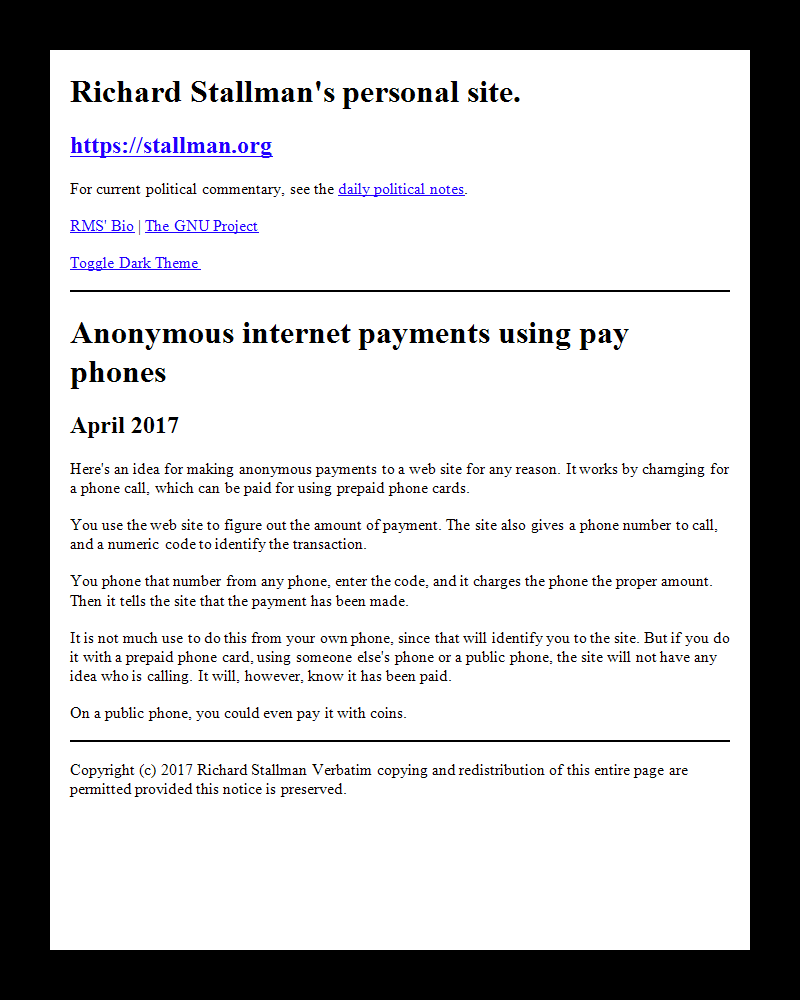 Richard Stallman's personal site.
https://stallman.org
For current political commentary, see the daily political notes.
RMS' Bio | The GNU Project
Toggle Dark Theme
Anonymous internet payments using pay
phones
April 2017
Here's an idea for making anonymous payments to a web site for any reason. It works by charnging for
a phone call, which can be paid for using prepaid phone cards.
You use the web site to figure out the amount of payment. The site also gives a phone number to call,
and a numeric code to identify the transaction.
You phone that number from any phone, enter the code, and it charges the phone the proper amount.
Then it tells the site that the payment has been made.
It is not much use to do this from your own phone, since that will identify you to the site. But if you do
it with a prepaid phone card, using someone else's phone or a public phone, the site will not have any
idea who is calling. It will, however, know it has been paid.
On a public phone, you could even pay it with coins.
Copyright (c) 2017 Richard Stallman Verbatim copying and redistribution of this entire page are
permitted provided this notice is preserved.